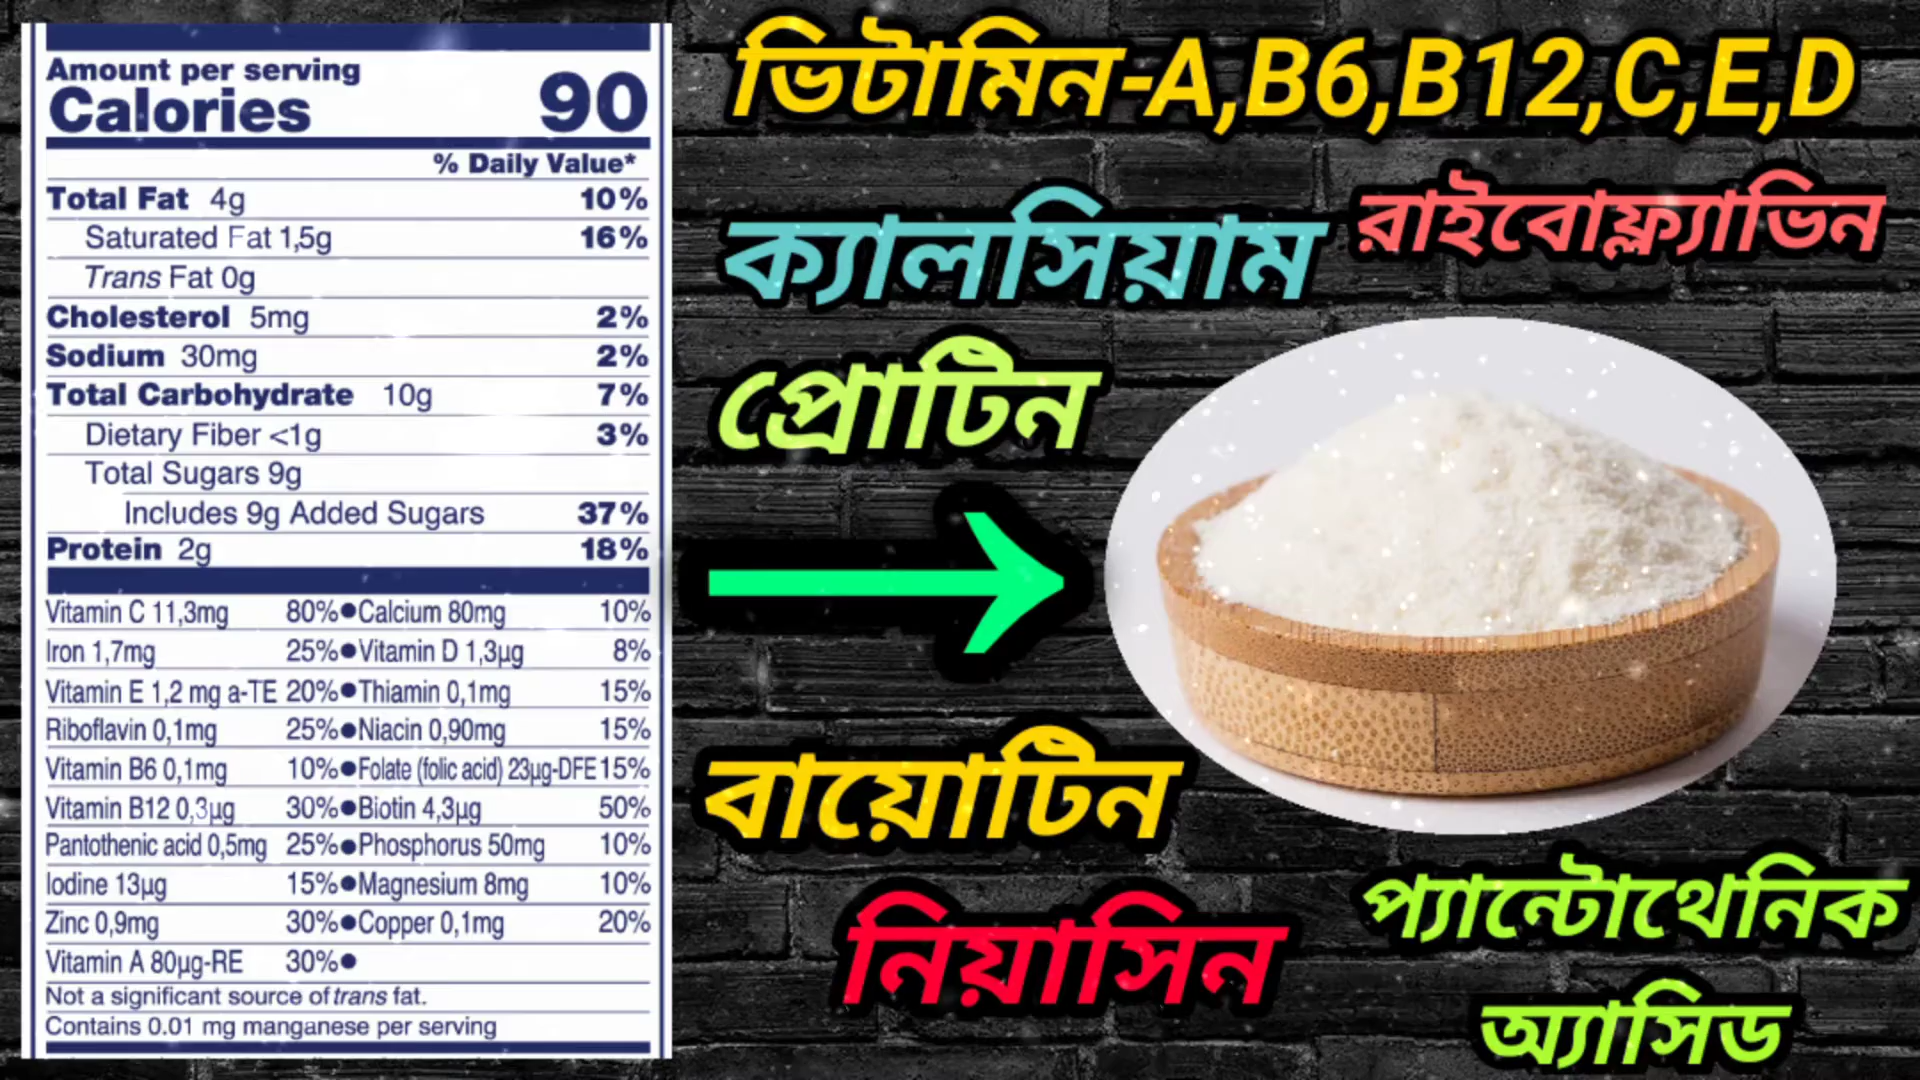 Amount per serving
Calories 90
% Daily Value*
Total Fat 4g 10%
Saturated Fat 1,5g 16%
Trans Fat 0g
Cholesterol 5mg 2%
Sodium 30mg 2%
Total Carbohydrate 10g 7%
Dietary Fiber <1g 3%
Total Sugars 9g
Includes 9g Added Sugars 37%
Protein 2g 18%
Vitamin C 11,3mg 80%●Calcium 80mg 10%
Iron 1,7mg 25%●Vitamin D 1,3µg 8%
Vitamin E 1,2 mg a-TE 20%●Thiamin 0,1mg 15%
Riboflavin 0,1mg 25%●Niacin 0,90mg 15%
Vitamin B6 0,1mg 10%●Folate (folic acid) 23µg-DFE 15%
Vitamin B12 0,3µg 30%●Biotin 4,3µg 50%
Pantothenic acid 0,5mg 25%●Phosphorus 50mg 10%
Iodine 13µg 15%●Magnesium 8mg 10%
Zinc 0,9mg 30%●Copper 0,1mg 20%
Vitamin A 80µg-RE 30%●
Not a significant source of trans fat.
Contains 0.01 mg manganese per serving
ভিটামিন-A,B6,B12,C,E,D
ক্যালসিয়াম
রাইবোফ্ল্যাভিন
প্রোটিন
বায়োটিন
নিয়াসিন
প্যান্টোথেনিক
অ্যাসিড